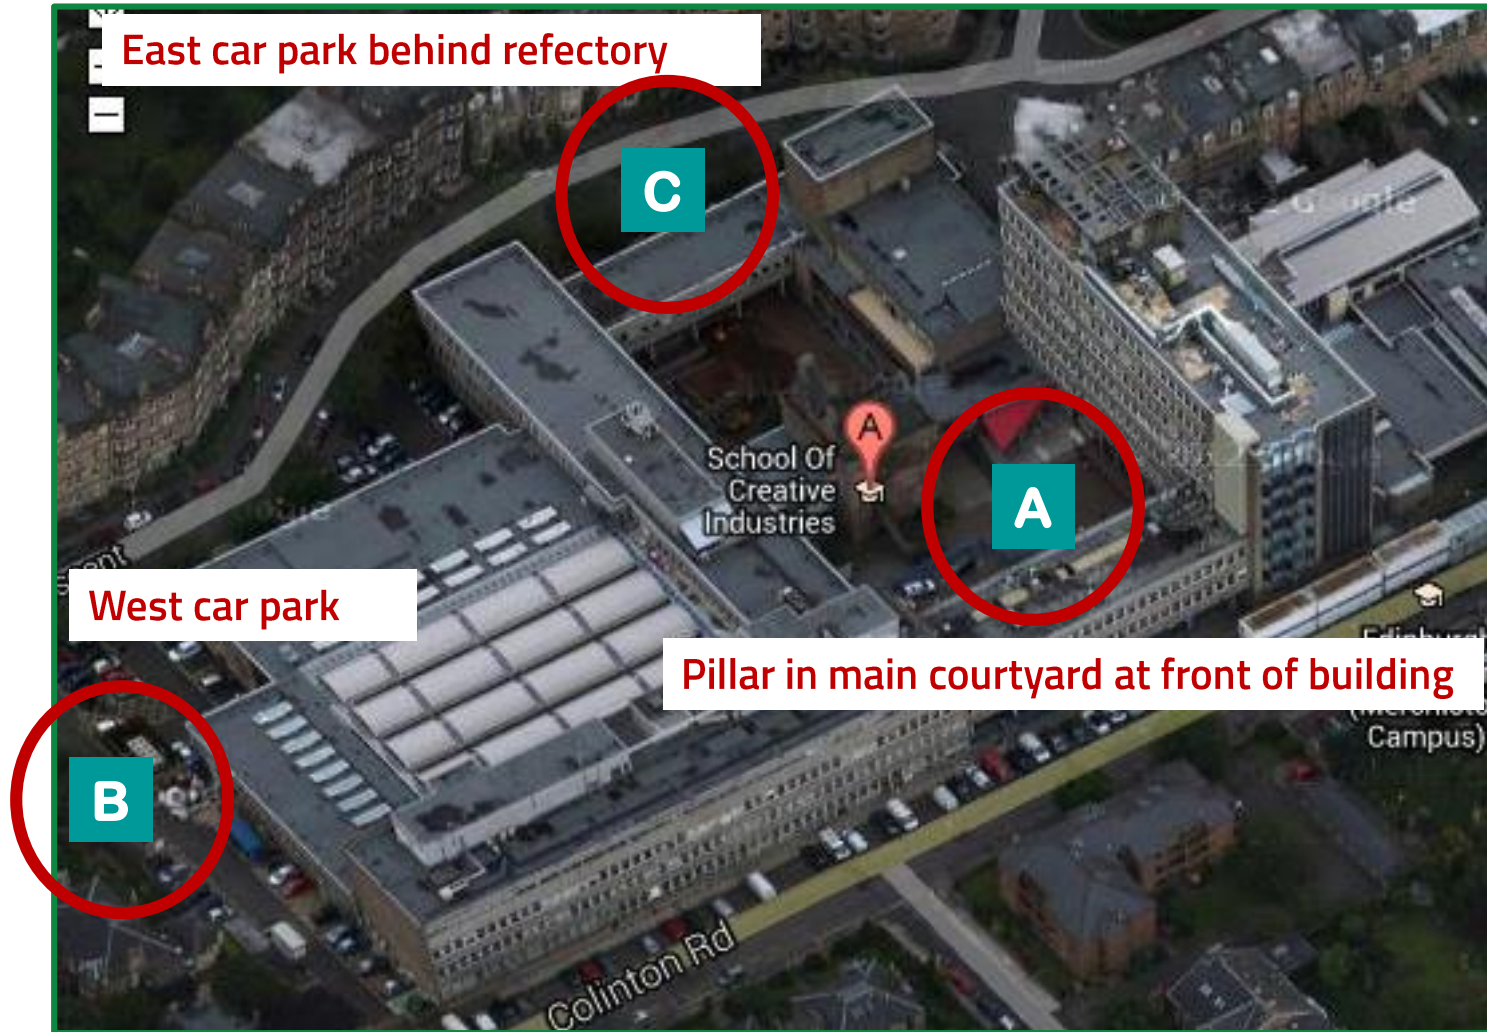 East car park behind refectory
C
A
School Of
Creative
Industries
A
West car park
Pillar in main courtyard at front of building
Campus)
B
Colinton Rd